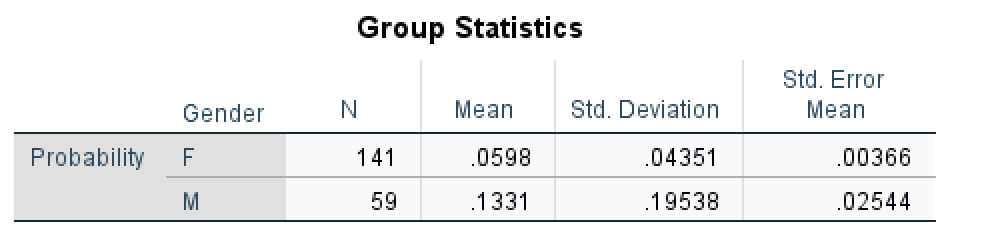 Group Statistics
Gender N Mean Std. Deviation Std. Error Mean
Probability F 141 .0598 .04351 .00366
M 59 .1331 .19538 .02544